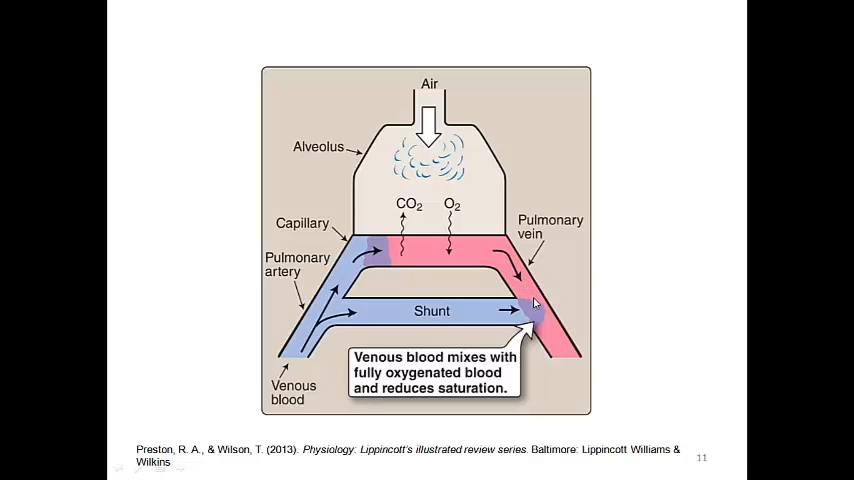 Air
Alveolus
CO2 O2
Capillary
Pulmonary
vein
Pulmonary
artery
Shunt
Venous blood mixes with
fully oxygenated blood
and reduces saturation.
Venous
blood
Preston, R. A., & Wilson, T. (2013). Physiology: Lippincott's illustrated review series. Baltimore: Lippincott Williams &
Wilkins
11